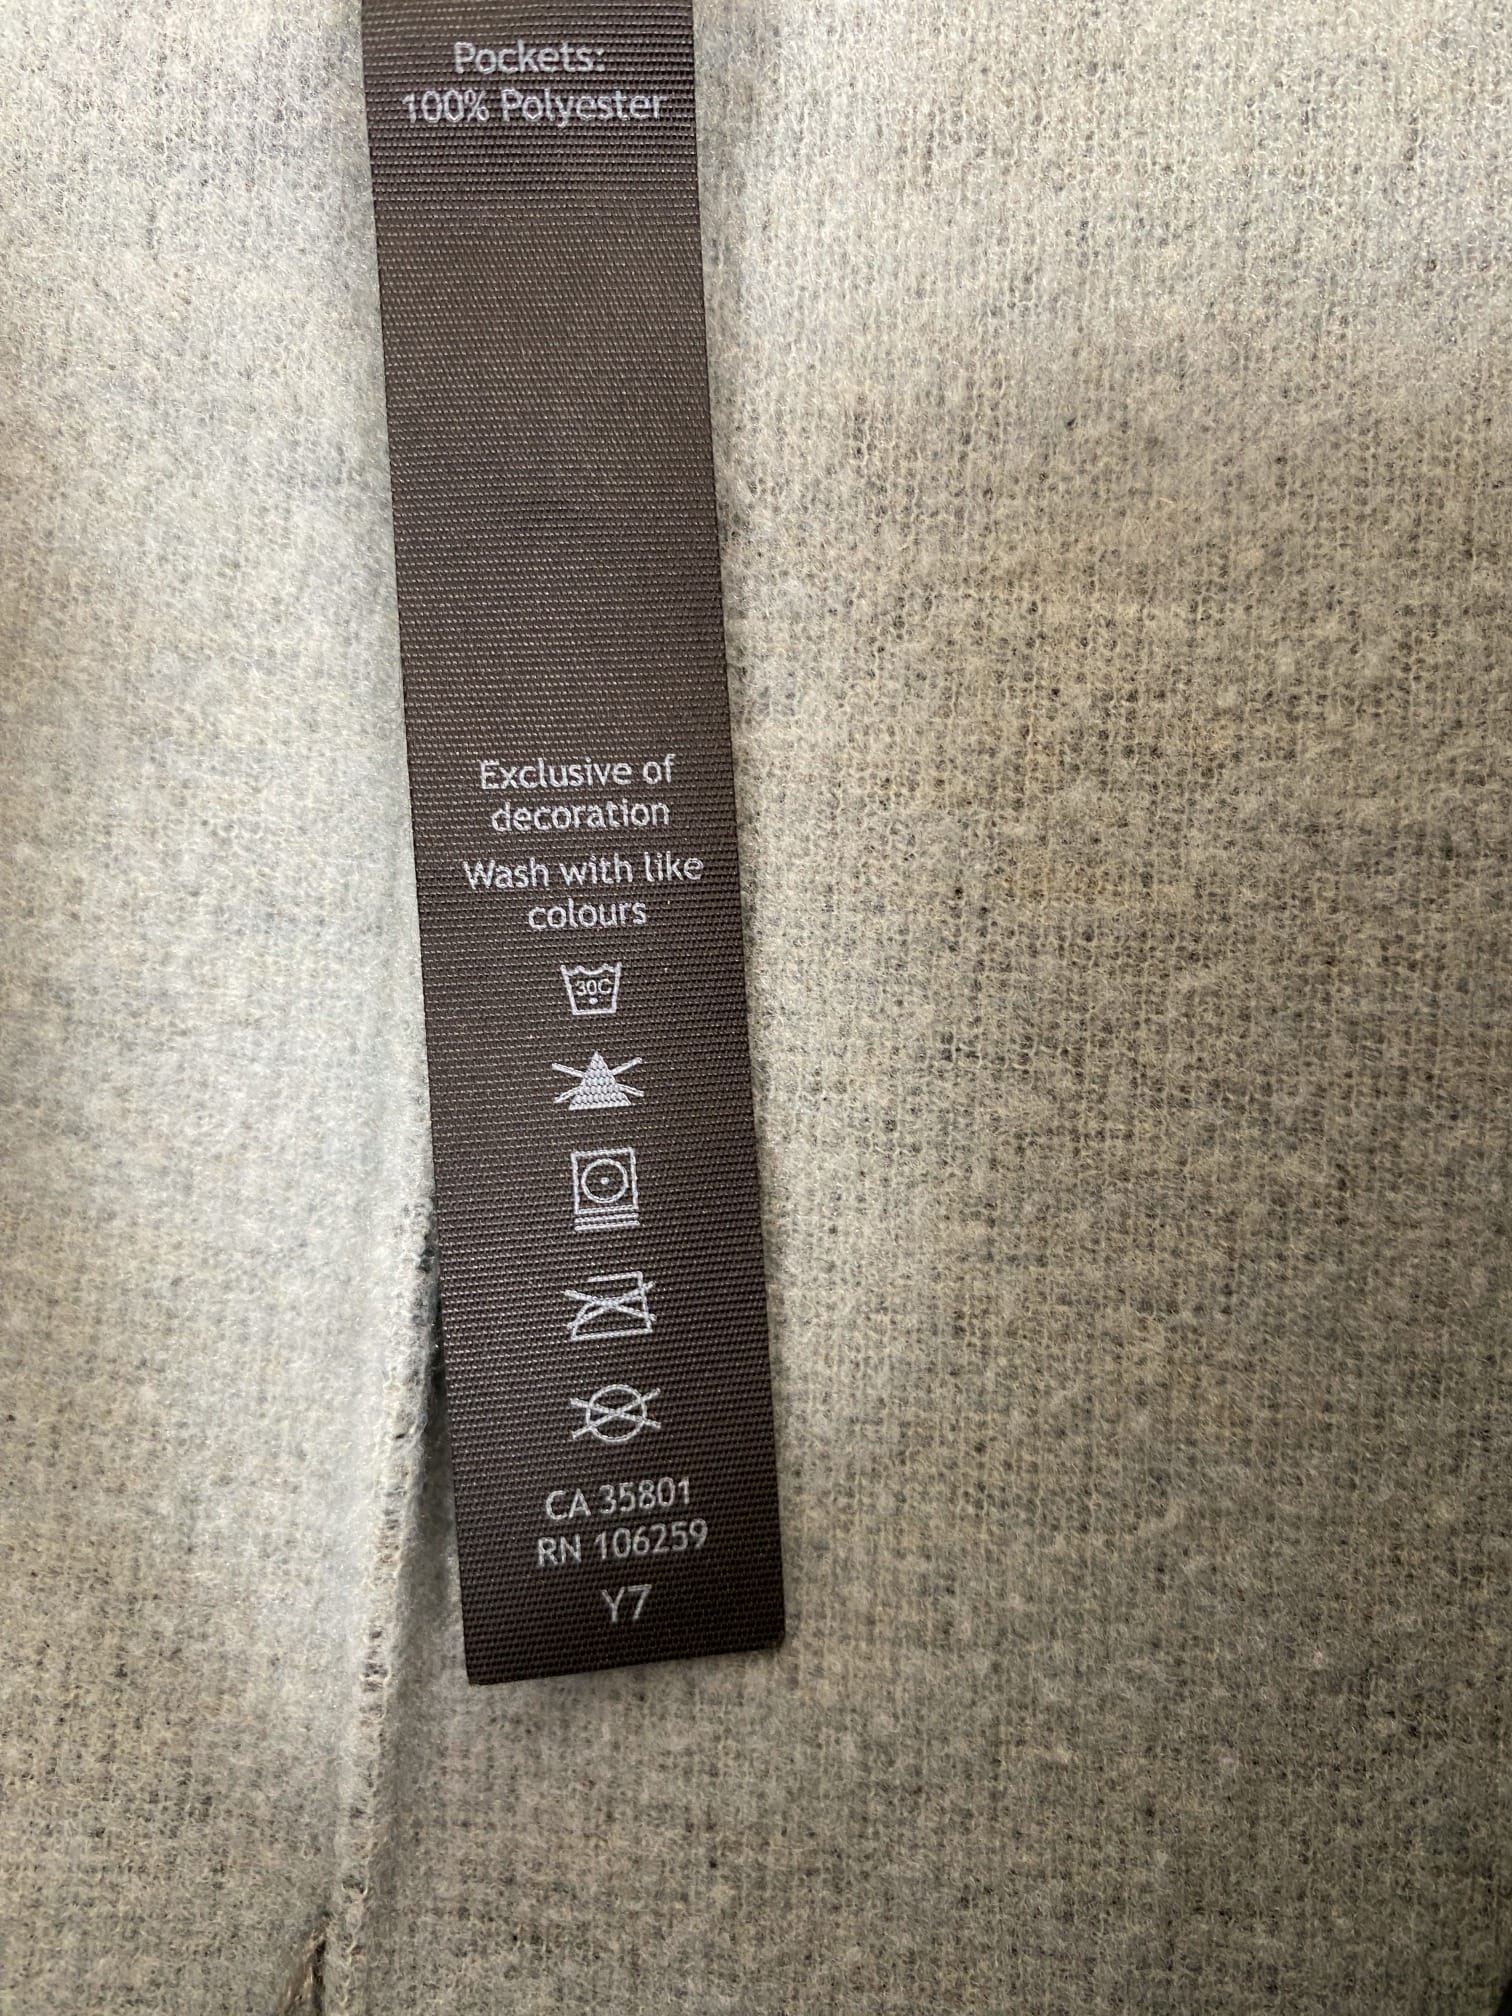 Pockets:
100% Polyester
Exclusive of
decoration
Wash with like
colours
30C
CA 35801
RN 106259
Y7